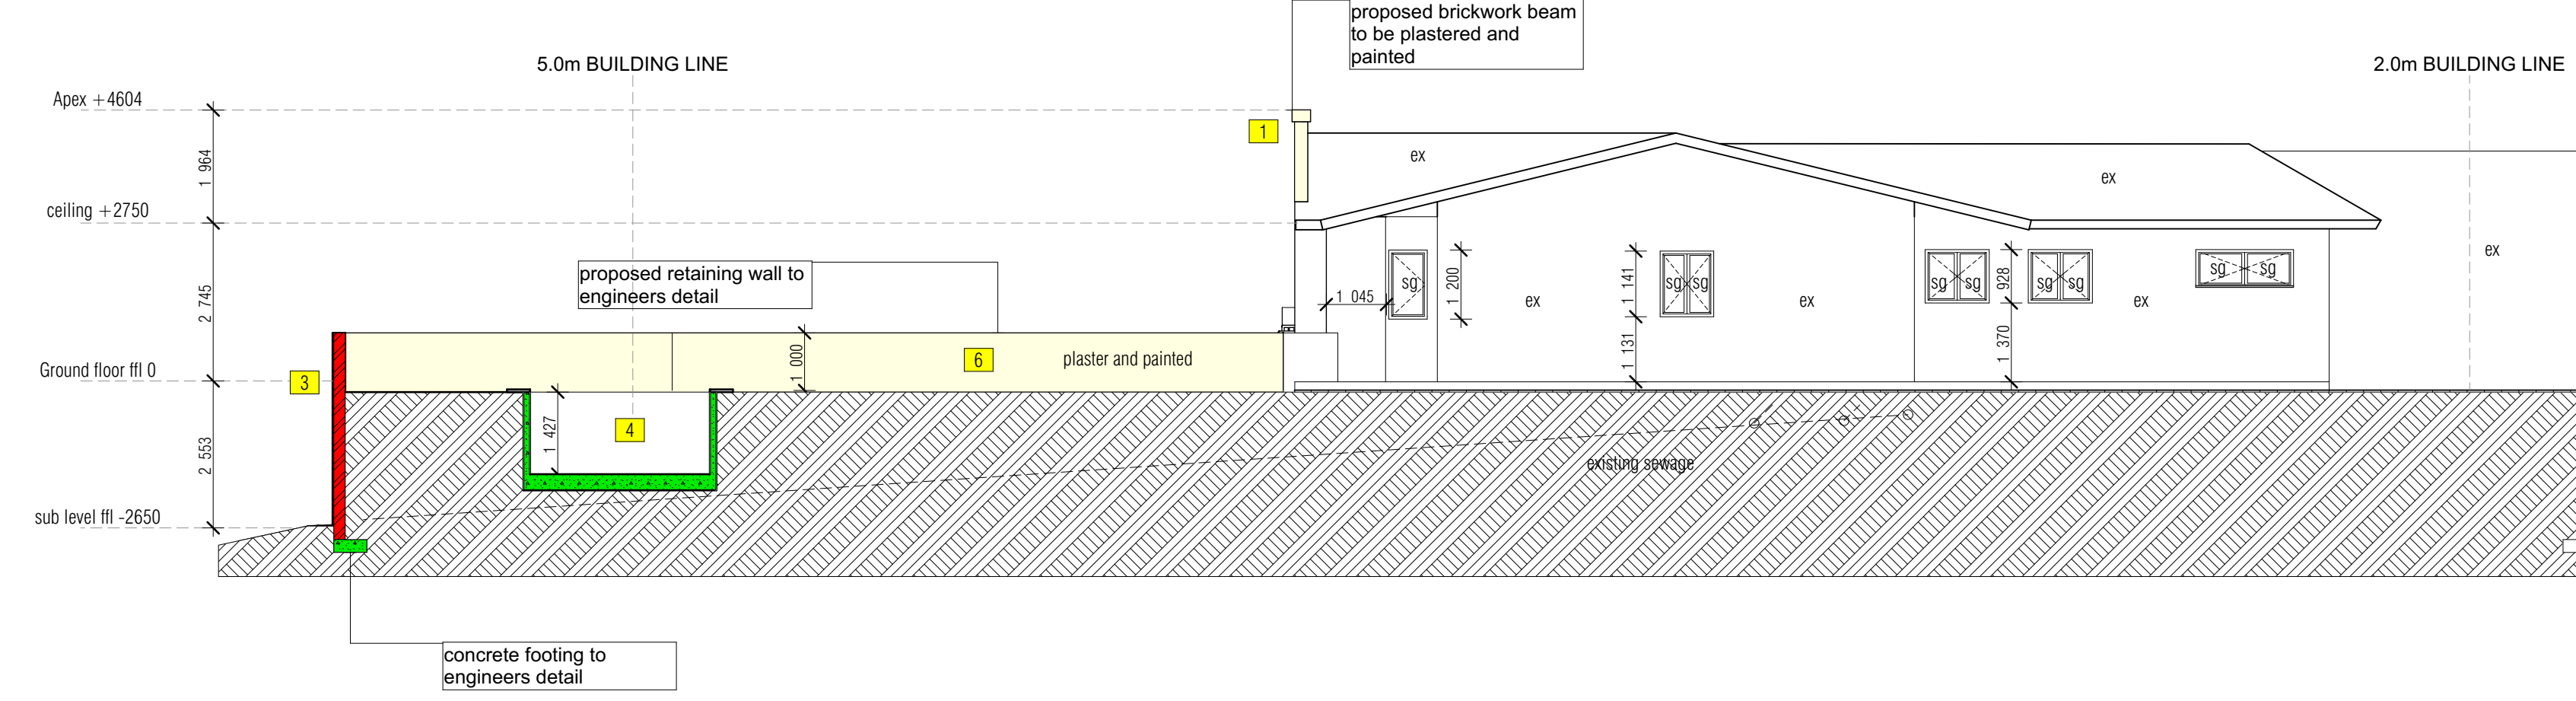 proposed brickwork beam
to be plastered and
painted
5.0m BUILDING LINE
2.0m BUILDING LINE
Apex +4604
1
1 964
ex
ex
ceiling +2750
ex
proposed retaining wall to
engineers detail
2 745
1 045
sg
1 200
ex
1 141
sg sg
ex
sg sg
928
sg sg
ex
sg sg
Ground floor ffl 0
3
1 000
6
plaster and painted
1 131
1 370
2 553
1 427
4
existing sewage
sub level ffl -2650
concrete footing to
engineers detail